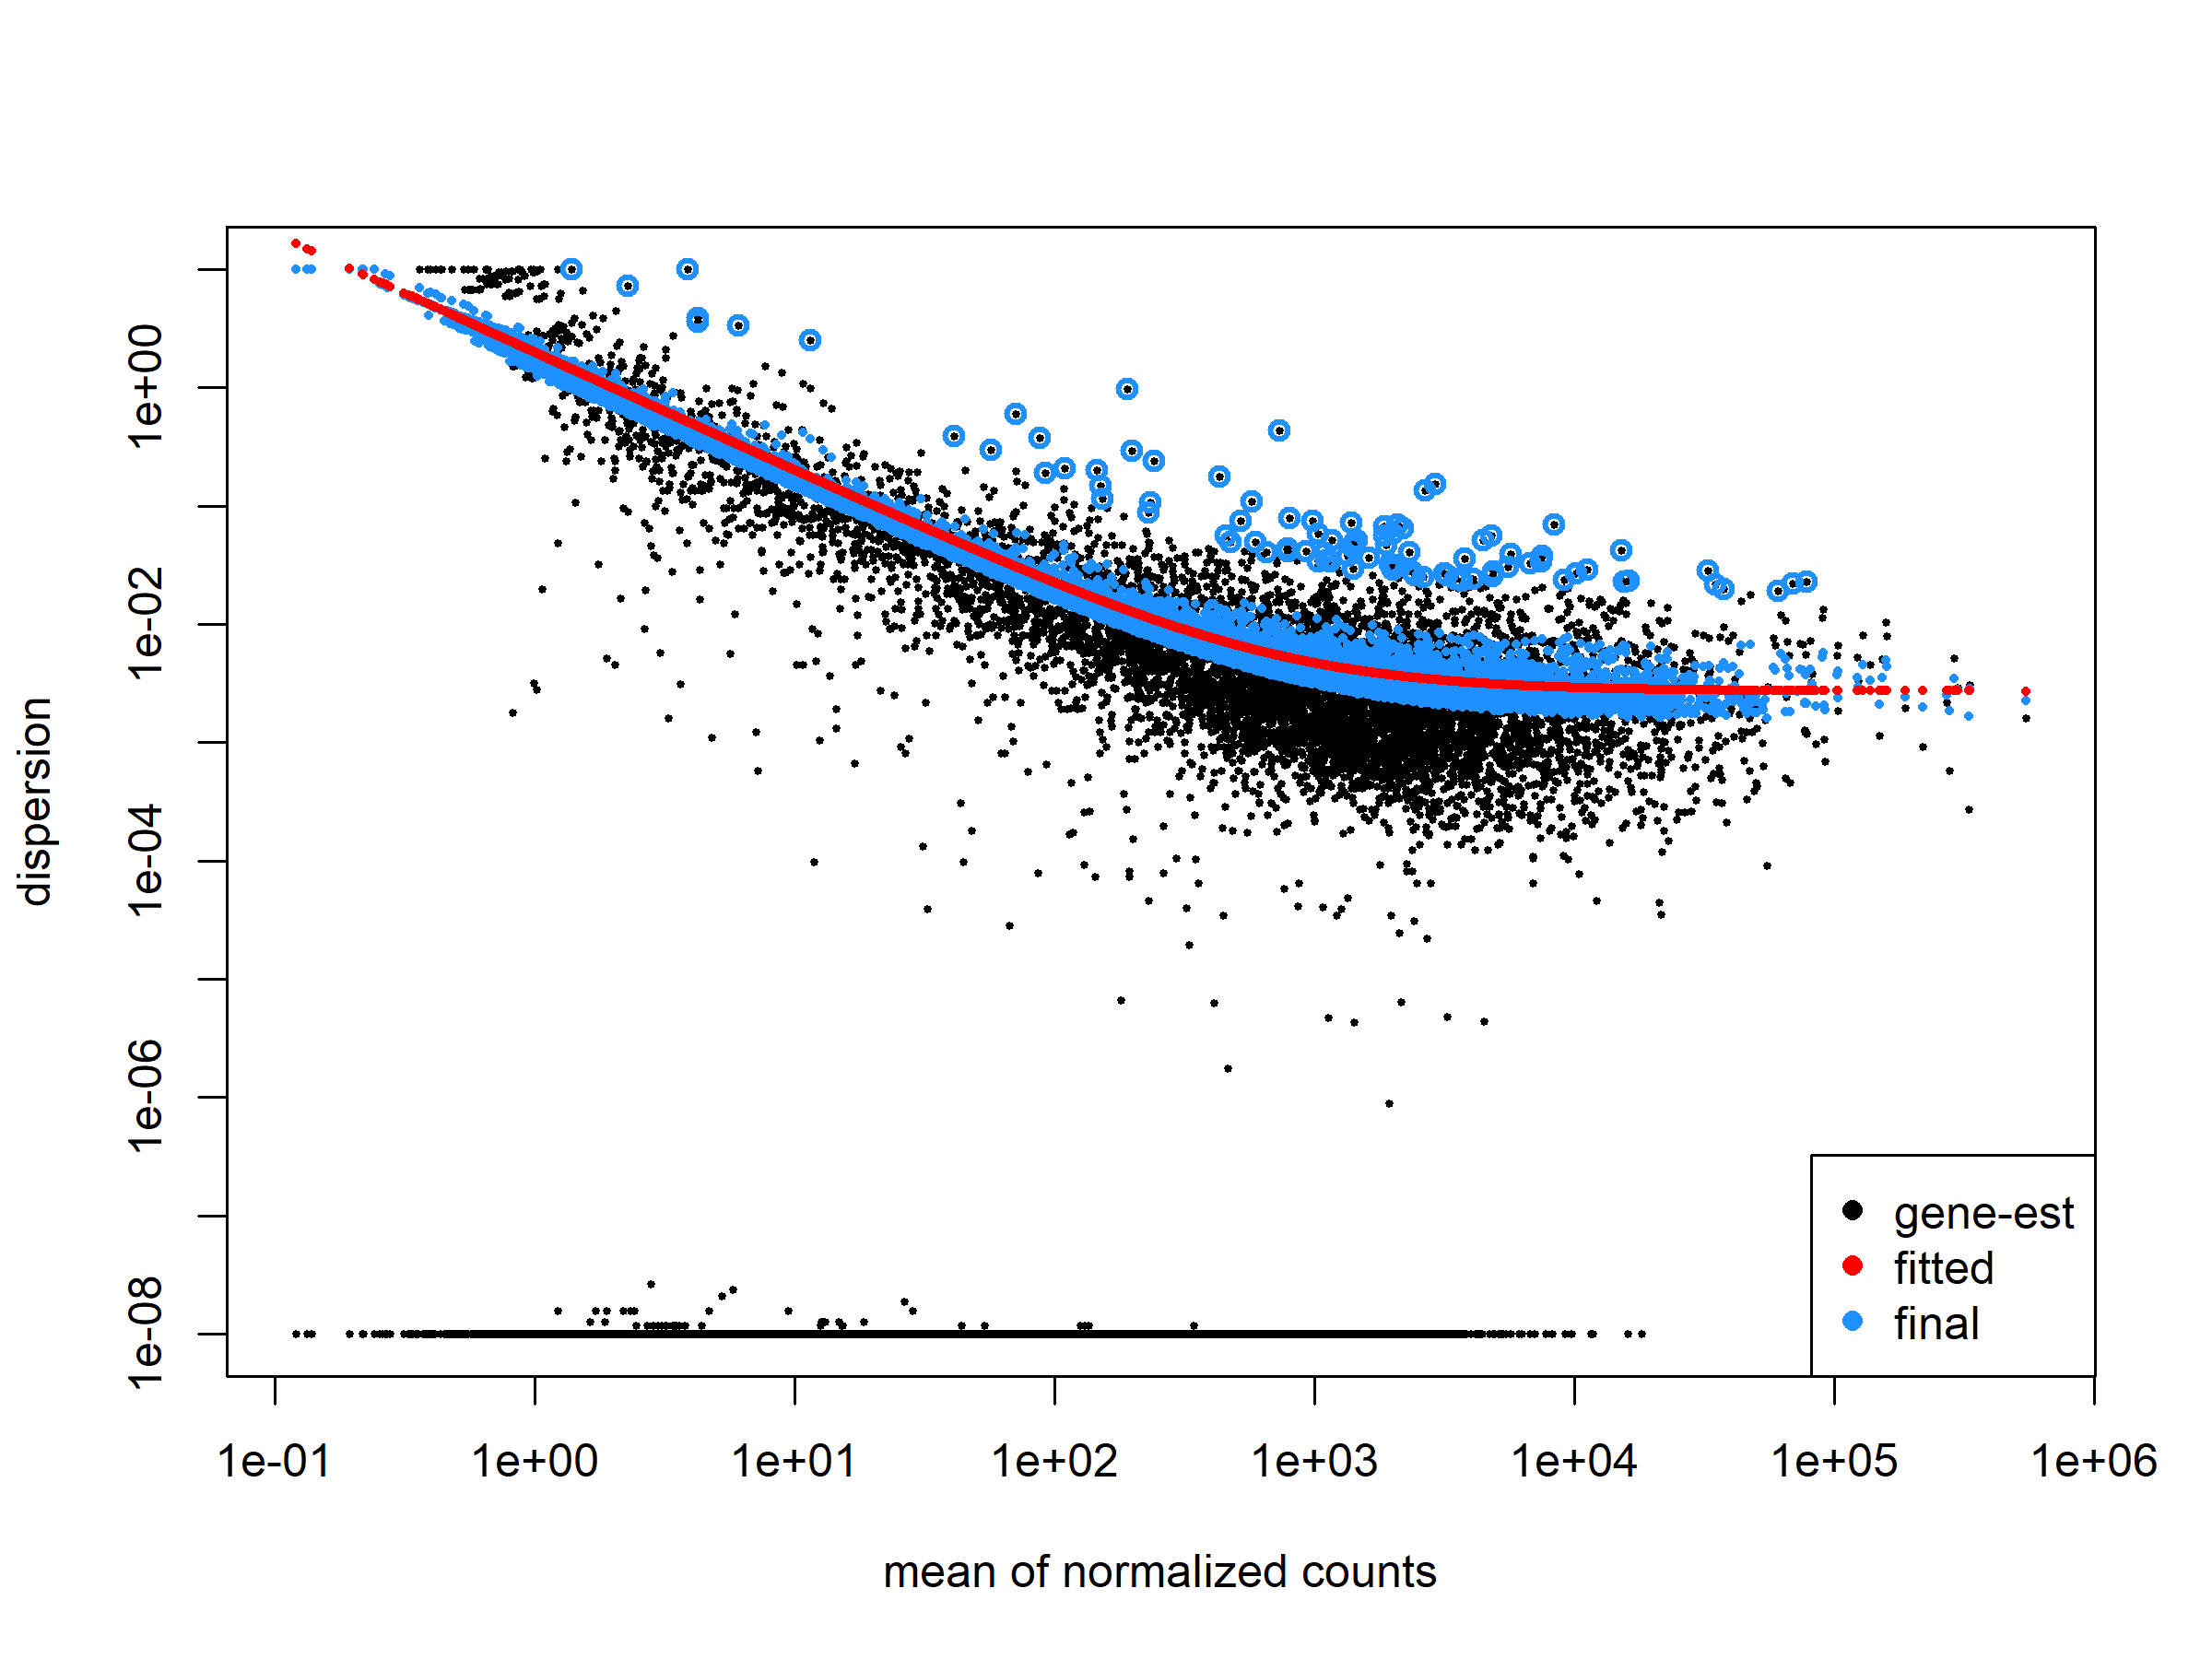 dispersion
1e+00
1e-02
1e-04
1e-06
1e-08
gene-est
fitted
final
1e-01 1e+00 1e+01 1e+02 1e+03 1e+04 1e+05 1e+06
mean of normalized counts